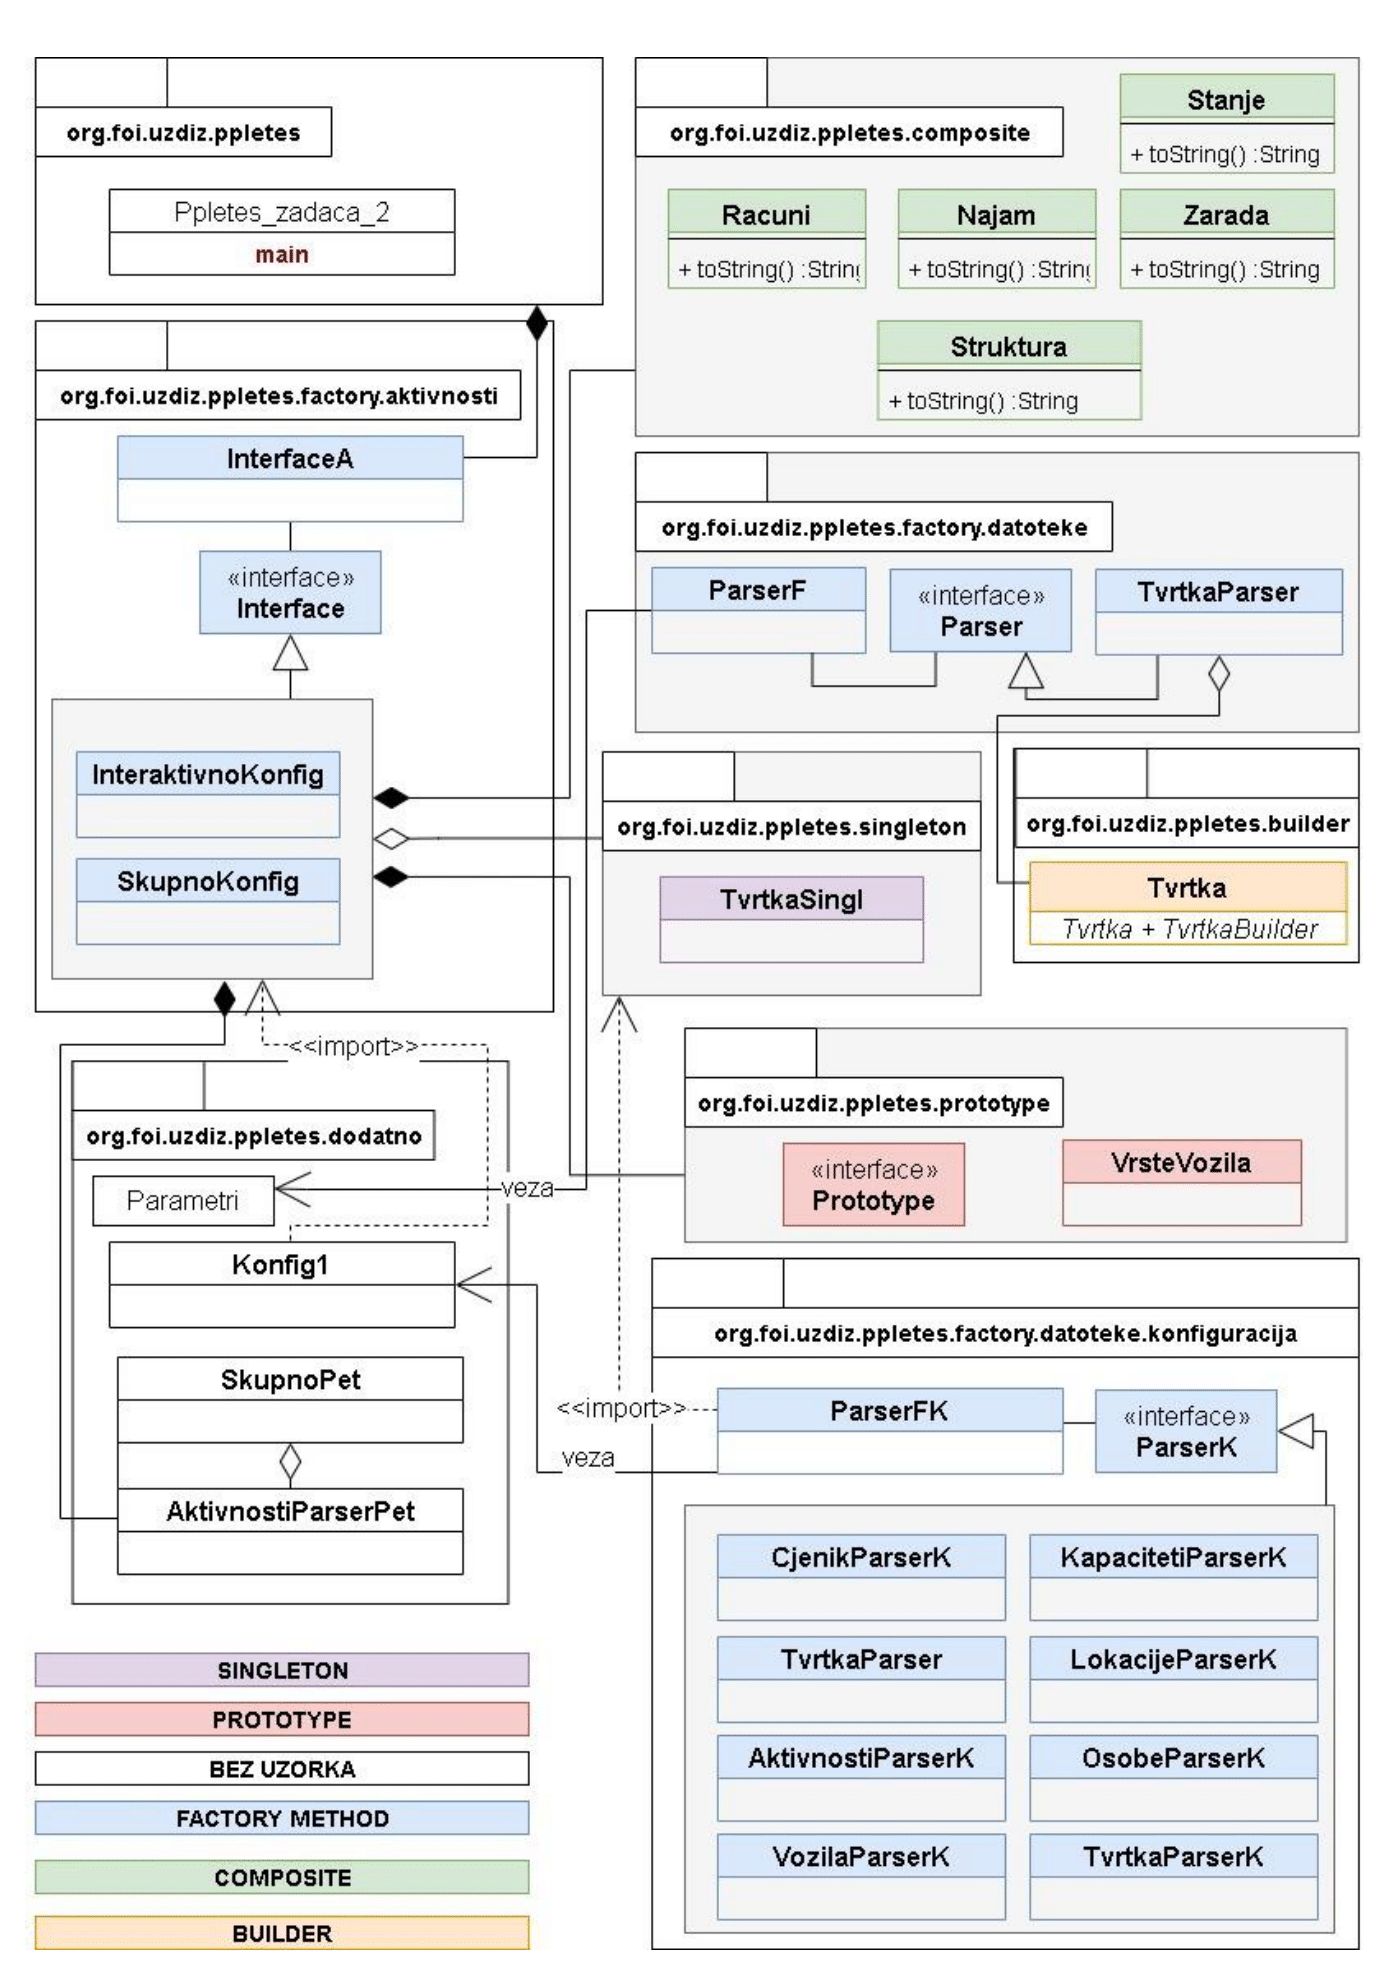 org.foi.uzdiz.ppletes
Ppletes_zadaca_2
main
org.foi.uzdiz.ppletes.composite
Stanje
+ toString() :String
Racuni
+ toString() :String
Najam
+ toString() :String
Zarada
+ toString() :String
Struktura
+ toString() :String
org.foi.uzdiz.ppletes.factory.aktivnosti
InterfaceA
«interface»
Interface
InteraktivnoKonfig
SkupnoKonfig
org.foi.uzdiz.ppletes.factory.datoteke
ParserF
«interface»
Parser
TvrtkaParser
org.foi.uzdiz.ppletes.singleton
TvrtkaSingl
org.foi.uzdiz.ppletes.builder
Tvrtka
Tvrtka + TvrtkaBuilder
<<import>>
org.foi.uzdiz.ppletes.dodatno
Parametri
veza
Konfig1
SkupnoPet
AktivnostiParserPet
org.foi.uzdiz.ppletes.prototype
«interface»
Prototype
VrsteVozila
org.foi.uzdiz.ppletes.factory.datoteke.konfiguracija
<<import>>
veza
ParserFK
«interface»
ParserK
CjenikParserK
KapacitetiParserK
TvrtkaParser
LokacijeParserK
AktivnostiParserK
OsobeParserK
VozilaParserK
TvrtkaParserK
SINGLETON
PROTOTYPE
BEZ UZORKA
FACTORY METHOD
COMPOSITE
BUILDER